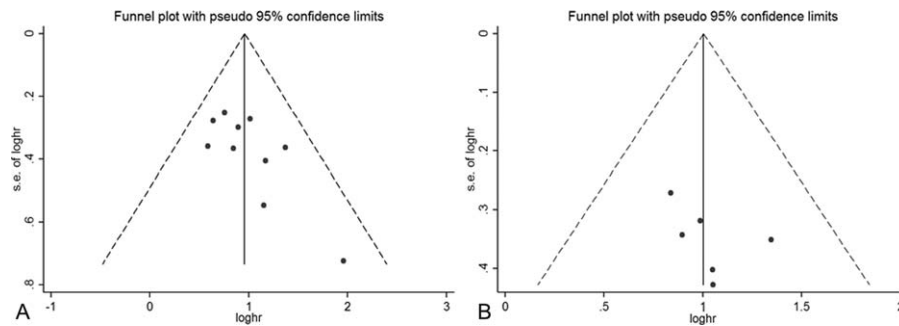 Funnel plot with pseudo 95% confidence limits
s.e. of loghr
0
.2
.4
.6
.8
-1
0
1
2
3
loghr
A
Funnel plot with pseudo 95% confidence limits
s.e. of loghr
0
.1
.2
.3
.4
0
.5
1
1.5
2
loghr
B